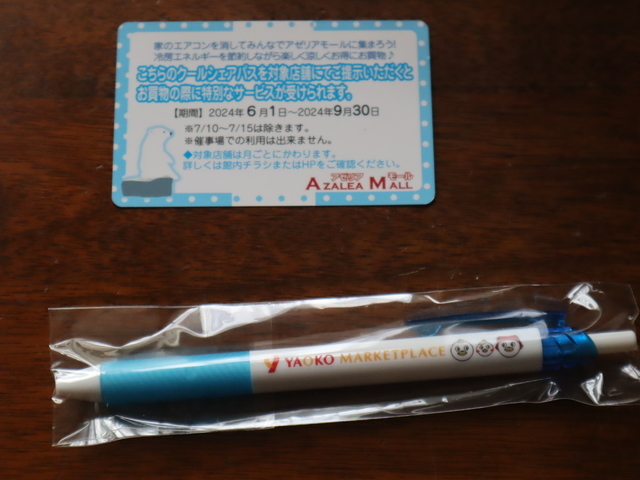 家のエアコンを消してみんなでアゼリアモールに集まろう!
冷房エネルギーを節約しながら楽しく涼しくお得にお買物♪
こちらのクールシェアパスを対象店舗にてご提示いただくと
お買物の際に特別なサービスが受けられます。
【期間】2024年6月1日〜2024年9月30日
※7/10〜7/15は除きます。
※催事場での利用は出来ません。
◆対象店舗は月ごとにかわります。
詳しくは館内チラシまたはHPをご確認ください。
アゼリア モール
AZALEA MALL
YAOKO MARKETPLACE